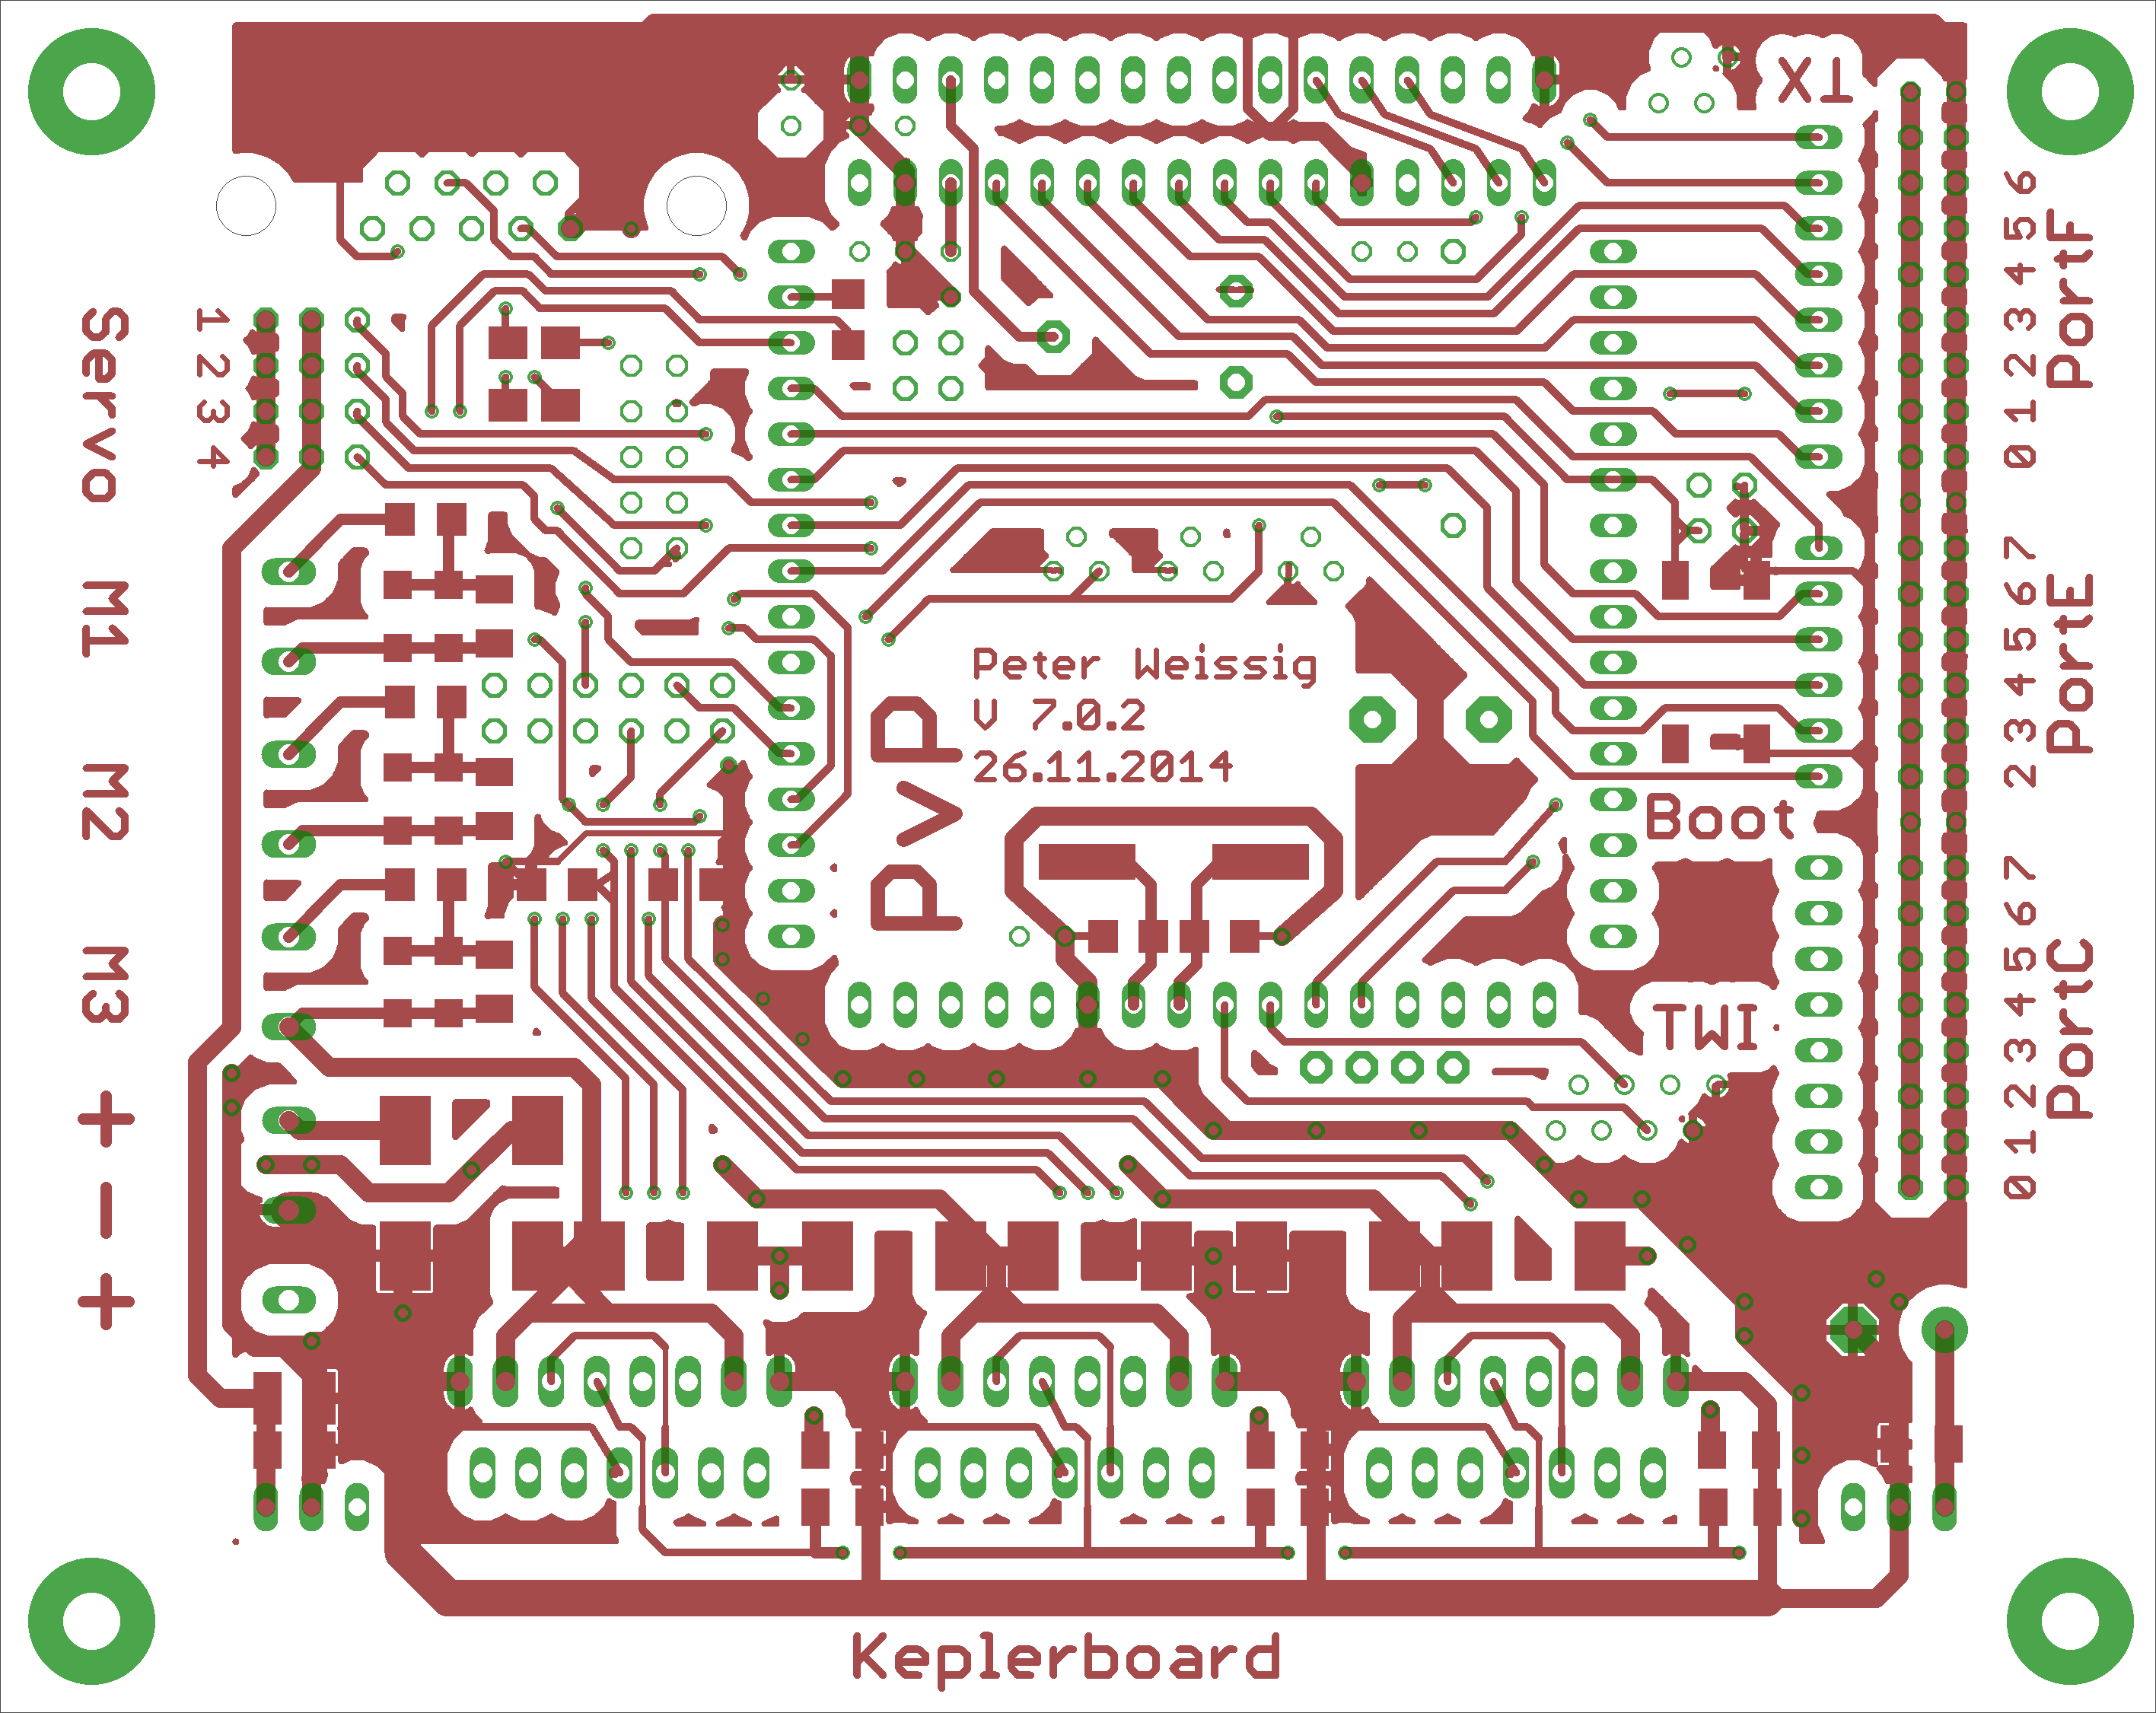 TX
Servo
1 2 3 4
M1
M2
M3
+
-
+
Peter Weissig
V 7.0.2
26.11.2014
PVP
Boot
TWI
0 1 2 3 4 5 6
PortF
2 3 4 5 6 7
PortE
0 1 2 3 4 5 6 7
PortC
Keplerboard